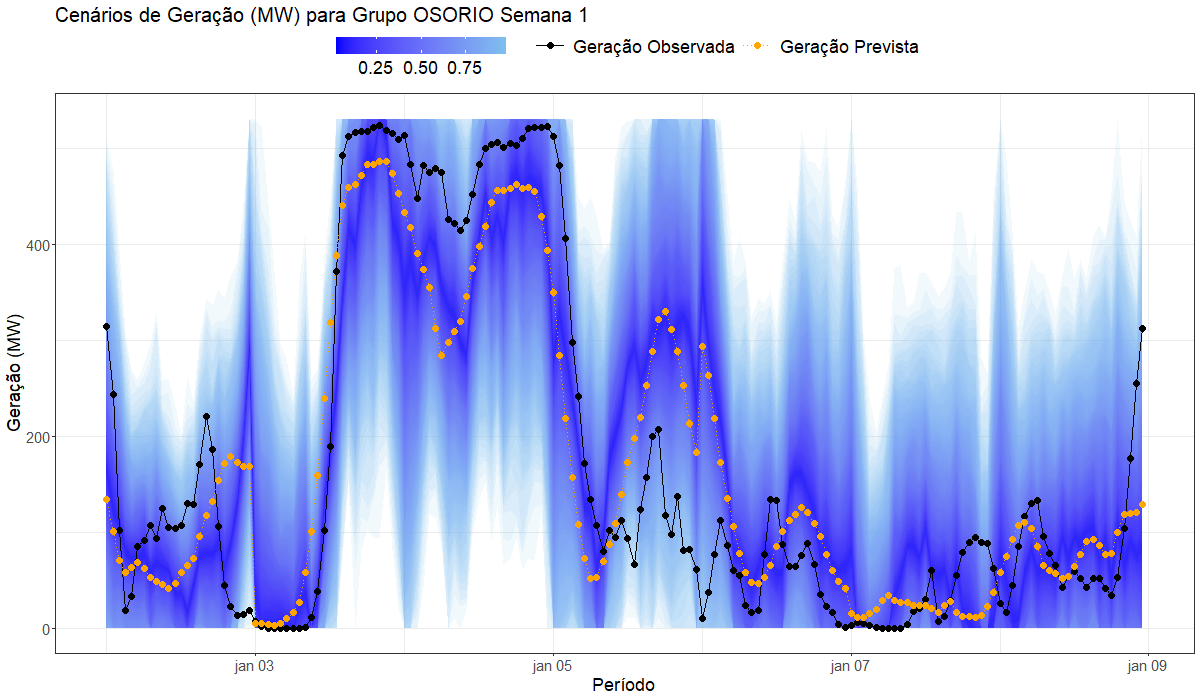 Cenários de Geração (MW) para Grupo OSORIO Semana 1
0.25 0.50 0.75
Geração Observada Geração Prevista
Geração (MW)
400
200
0
jan 03 jan 05 jan 07 jan 09
Período